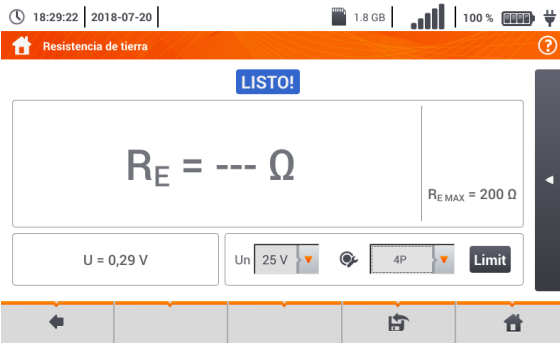 18:29:22 2018-07-20 1.8 GB 100 %
Resistencia de tierra ?
LISTO!
RE = --- Ω
RE MAX = 200 Ω
U = 0,29 V Un 25 V 4P Limit